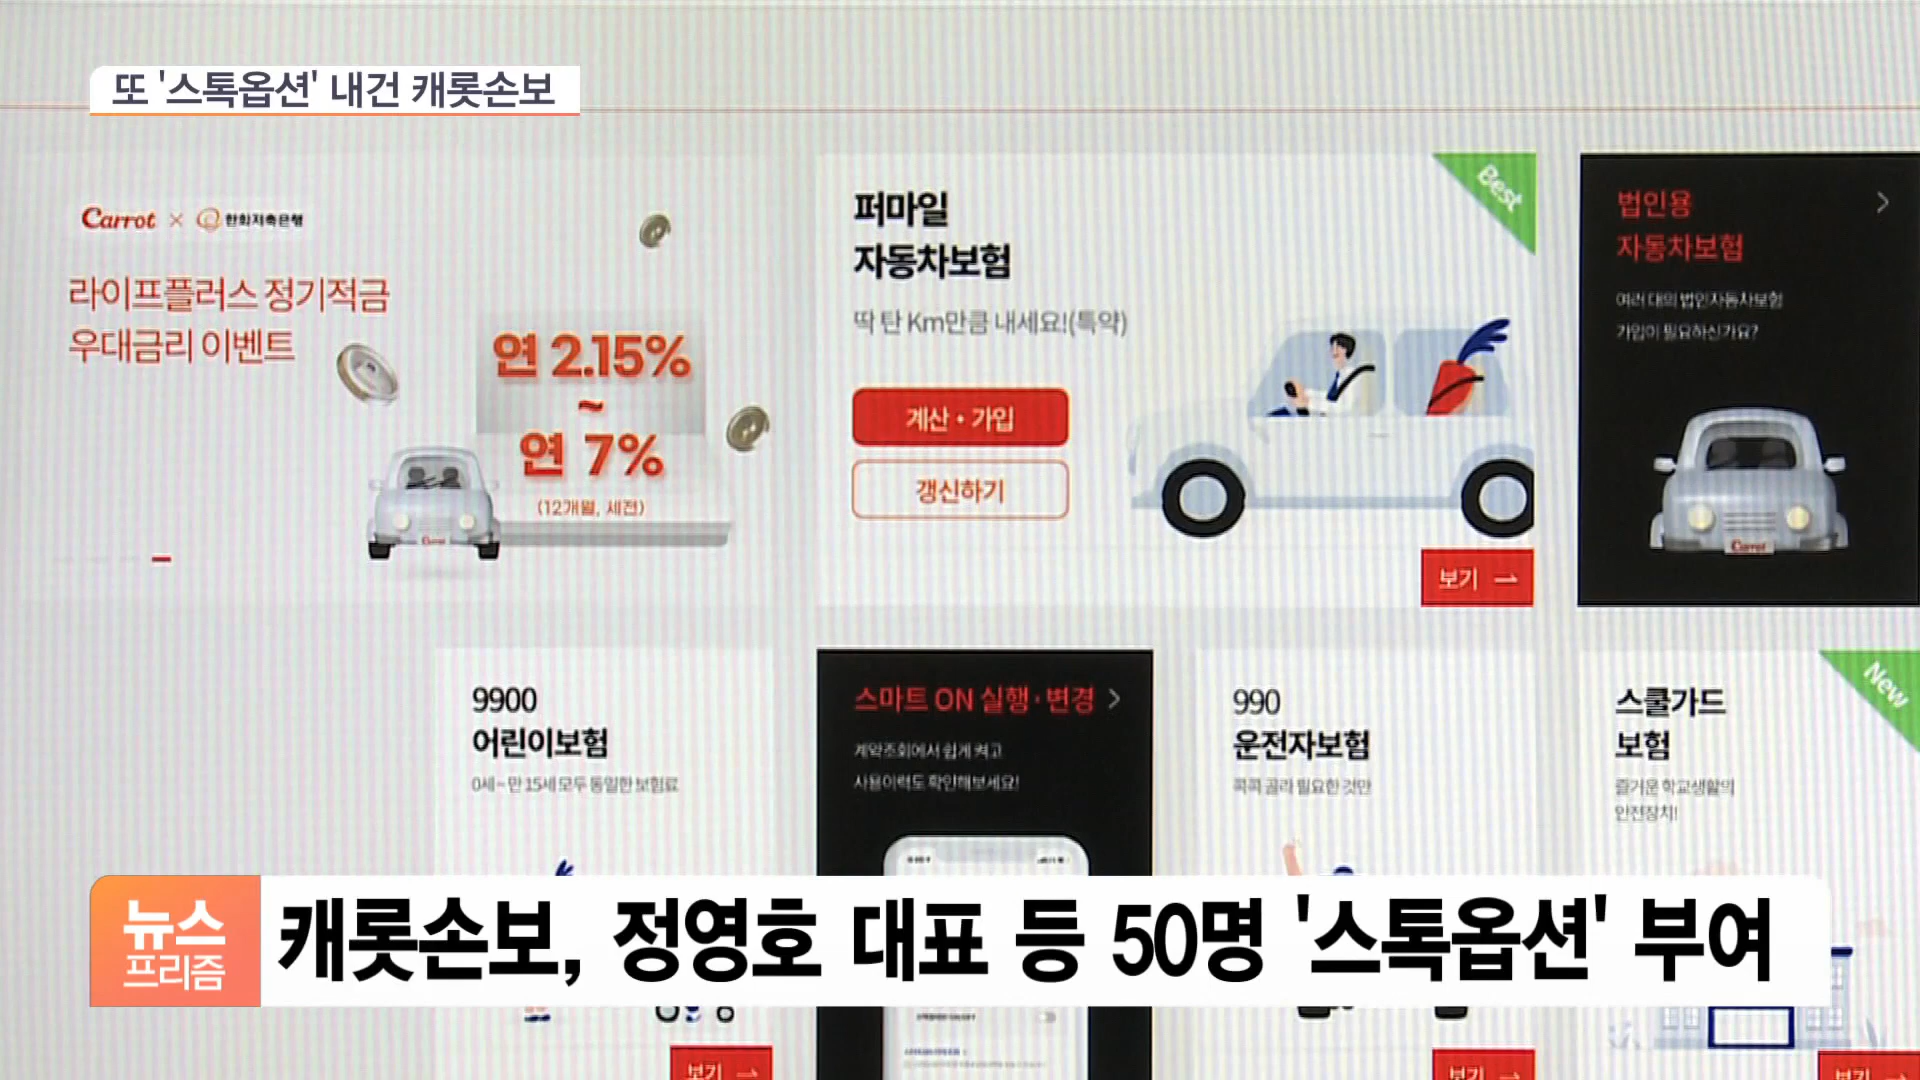 또 '스톡옵션' 내건 캐롯손보
Carrot × 한화저축은행
라이프플러스 정기적금
우대금리 이벤트
연 2.15%
~
연 7%
(12개월, 세전)
Carrot
퍼마일
자동차보험
딱 탄 Km만큼 내세요!(특약)
계산・가입
갱신하기
Best
보기
법인용
자동차보험
여러 대의 법인자동차보험
가입이 필요하신가요?
Carrot
9900
어린이보험
0세~만 15세 모두 동일한 보험료
보기
스마트 ON 실행·변경
계약조회에서 쉽게 켜고
사용이력도 확인해보세요!
990
운전자보험
콕콕 골라 필요한 것만
보기
New
스쿨가드
보험
즐거운 학교생활의
안전장치!
보기
뉴스
프리즘
캐롯손보, 정영호 대표 등 50명 '스톡옵션' 부여